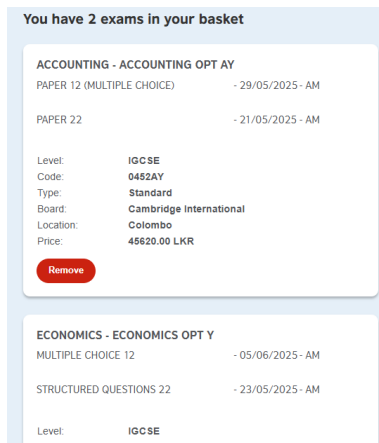 You have 2 exams in your basket
ACCOUNTING - ACCOUNTING OPT AY
PAPER 12 (MULTIPLE CHOICE) - 29/05/2025 - AM
PAPER 22 - 21/05/2025 - AM
Level: IGCSE
Code: 0452AY
Type: Standard
Board: Cambridge International
Location: Colombo
Price: 45620.00 LKR
Remove
ECONOMICS - ECONOMICS OPT Y
MULTIPLE CHOICE 12 - 05/06/2025 - AM
STRUCTURED QUESTIONS 22 - 23/05/2025 - AM
Level: IGCSE